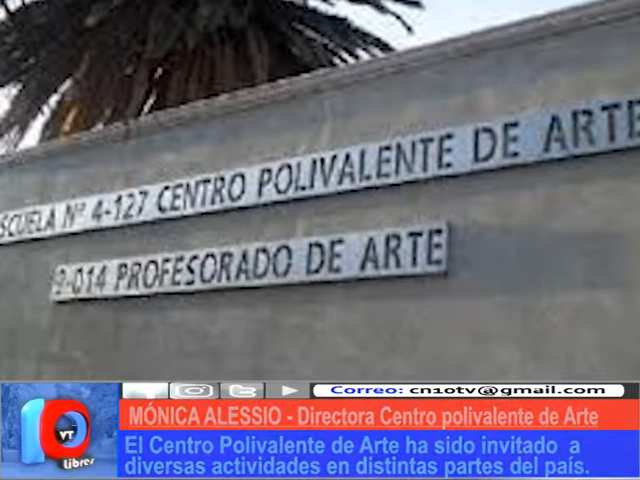 SCUELA Nº 4-127 CENTRO POLIVALENTE DE ARTE
9-014 PROFESORADO DE ARTE
Correo: cn10tv@gmail.com
MÓNICA ALESSIO - Directora Centro polivalente de Arte
10
VT
libres
El Centro Polivalente de Arte ha sido invitado a
diversas actividades en distintas partes del país.